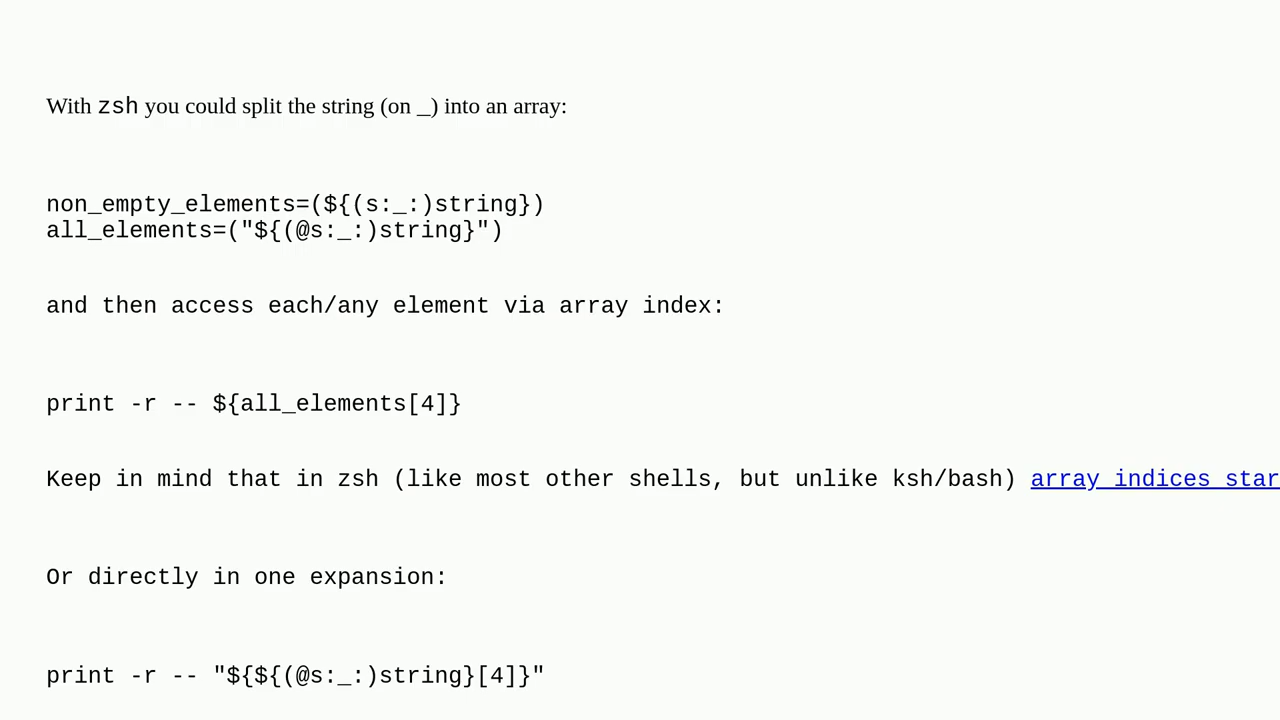 With zsh you could split the string (on _) into an array:
non_empty_elements=(${(s:_:)string})
all_elements=("${(@s:_:)string}")
and then access each/any element via array index:
print -r -- ${all_elements[4]}
Keep in mind that in zsh (like most other shells, but unlike ksh/bash) array indices star
Or directly in one expansion:
print -r -- "${${(@s:_:)string}[4]}"